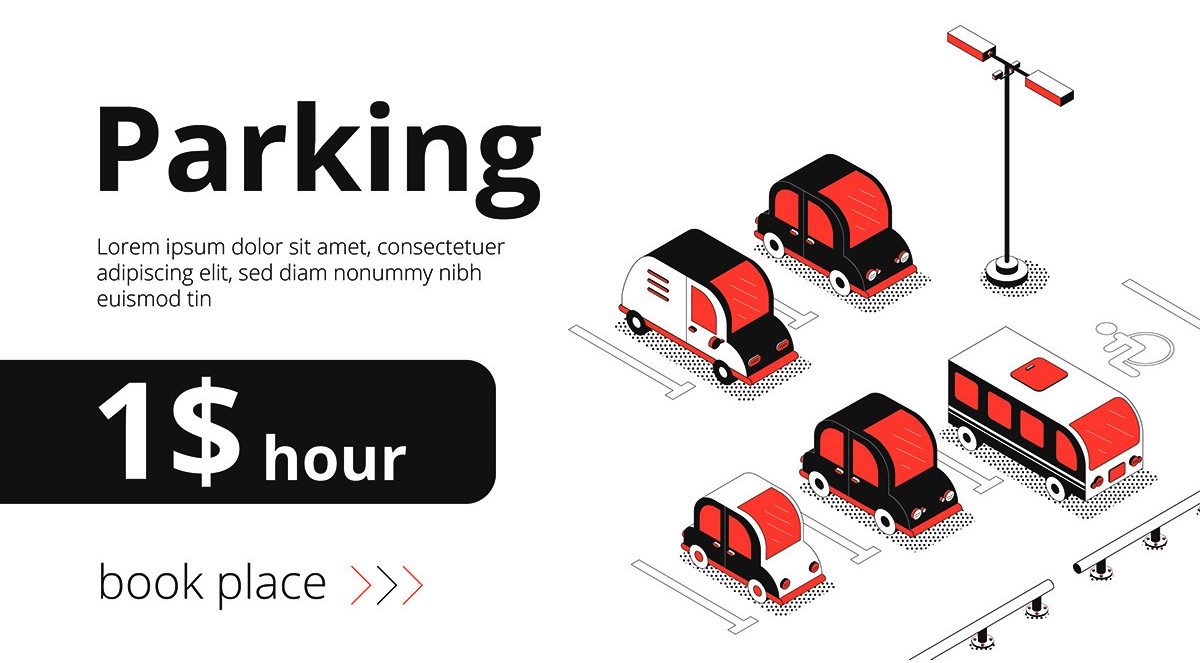 Parking
Lorem ipsum dolor sit amet, consectetuer
adipiscing elit, sed diam nonummy nibh
euismod tin
1$ hour
book place